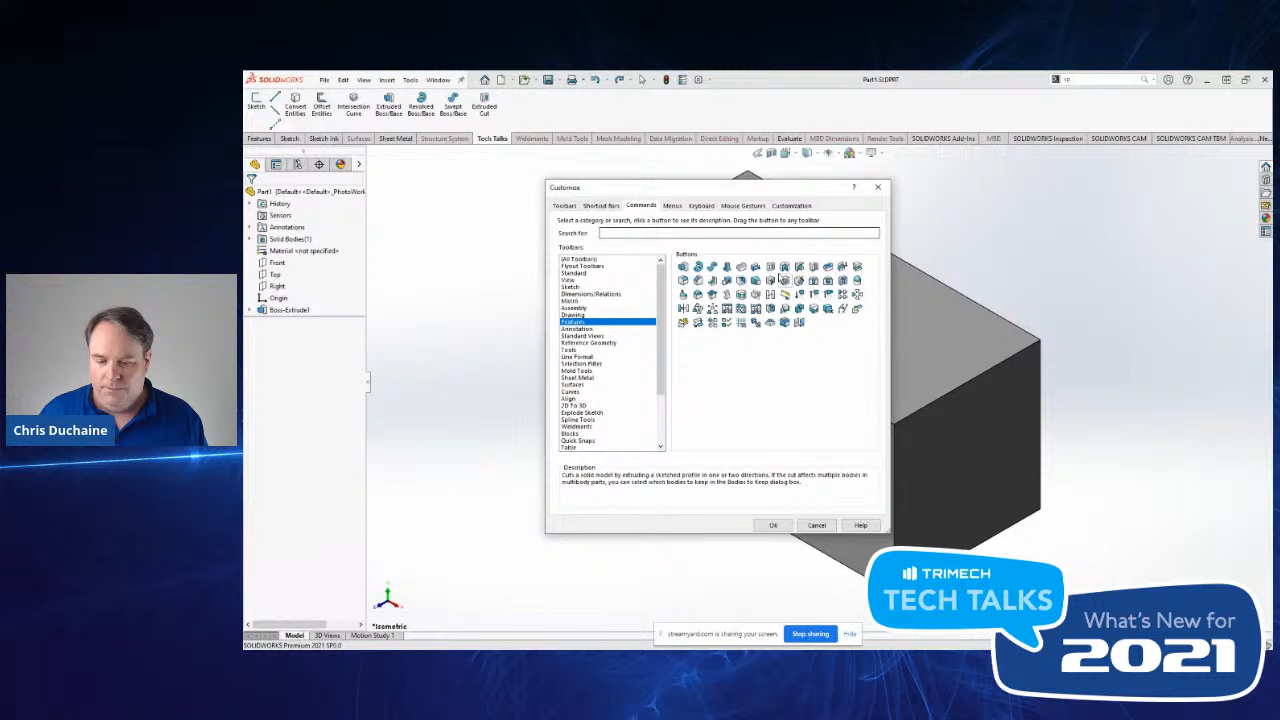 SOLIDWORKS File Edit View Insert Tools Window
Part1.SLDPRT
Sketch Convert Entities Offset Entities Intersection Curve Extruded Boss/Base Revolved Boss/Base Swept Boss/Base Extruded Cut
Features Sketch Sketch Ink Surfaces Sheet Metal Structure System Tech Talks Weldments Mold Tools Mesh Modeling Data Migration Direct Editing Markup Evaluate MBD Dimensions Render Tools SOLIDWORKS Add-Ins MBD SOLIDWORKS Inspection SOLIDWORKS CAM SOLIDWORKS CAM TBM Analysis... Ne...
Part1 (Default<<Default>_PhotoWork
History
Sensors
Annotations
Solid Bodies(1)
Material <not specified>
Front
Top
Right
Origin
Boss-Extrude1
Customize
Toolbars Shortcut Bars Commands Menus Keyboard Mouse Gestures Customization
Select a category or search, click a button to see its description. Drag the button to any toolbar
Search for:
Toolbars:
Buttons
(All Toolbars)
Flyout Toolbars
Standard
View
Sketch
Dimensions/Relations
Macro
Assembly
Drawing
Features
Annotation
Standard Views
Reference Geometry
Tools
Line Format
Selection Filter
Mold Tools
Sheet Metal
Surfaces
Curves
Align
2D To 3D
Explode Sketch
Spline Tools
Weldments
Blocks
Quick Snaps
Table
Description
Cuts a solid model by extruding a sketched profile in one or two directions. If the cut affects multiple bodies in
multibody parts, you can select which bodies to keep in the Bodies to Keep dialog box.
OK Cancel Help
Chris Duchaine
*Isometric
Model 3D Views Motion Study 1
SOLIDWORKS Premium 2021 SP0.0
streamyard.com is sharing your screen. Stop sharing Hide
TRIMECH
TECH TALKS
What's New for
2021